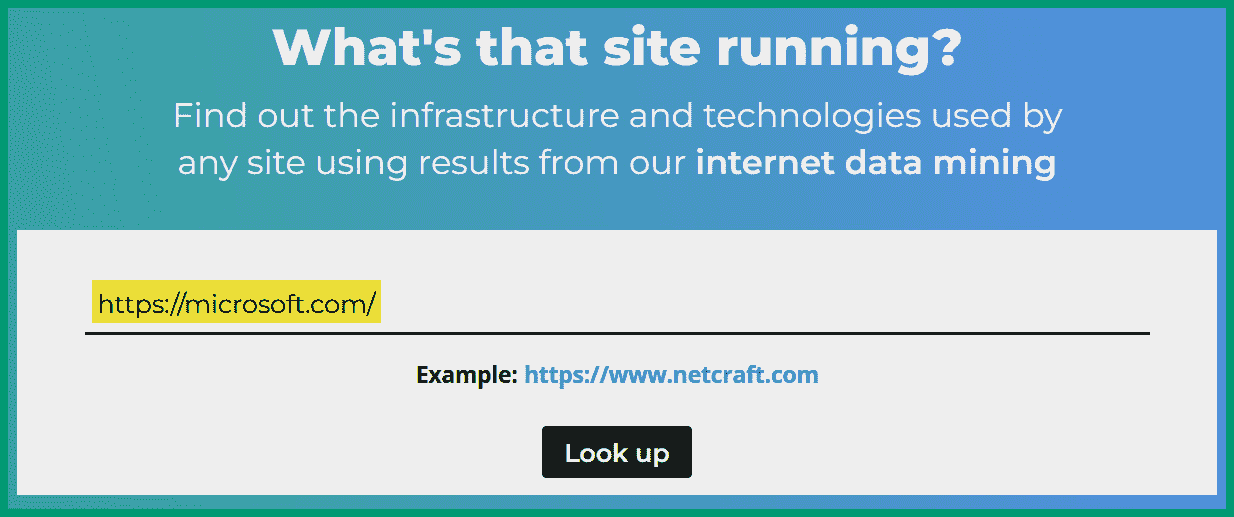 What's that site running?
Find out the infrastructure and technologies used by
any site using results from our internet data mining
https://microsoft.com/
Example: https://www.netcraft.com
Look up